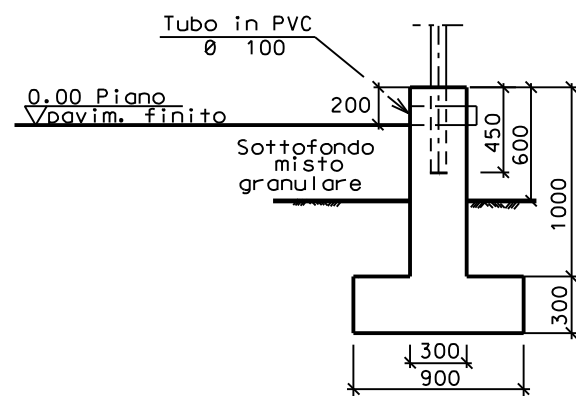 Tubo in PVC
Ø 100
0.00 Piano
pavim. finito
200
Sottofondo
misto
granulare
450
600
1000
300
300
900